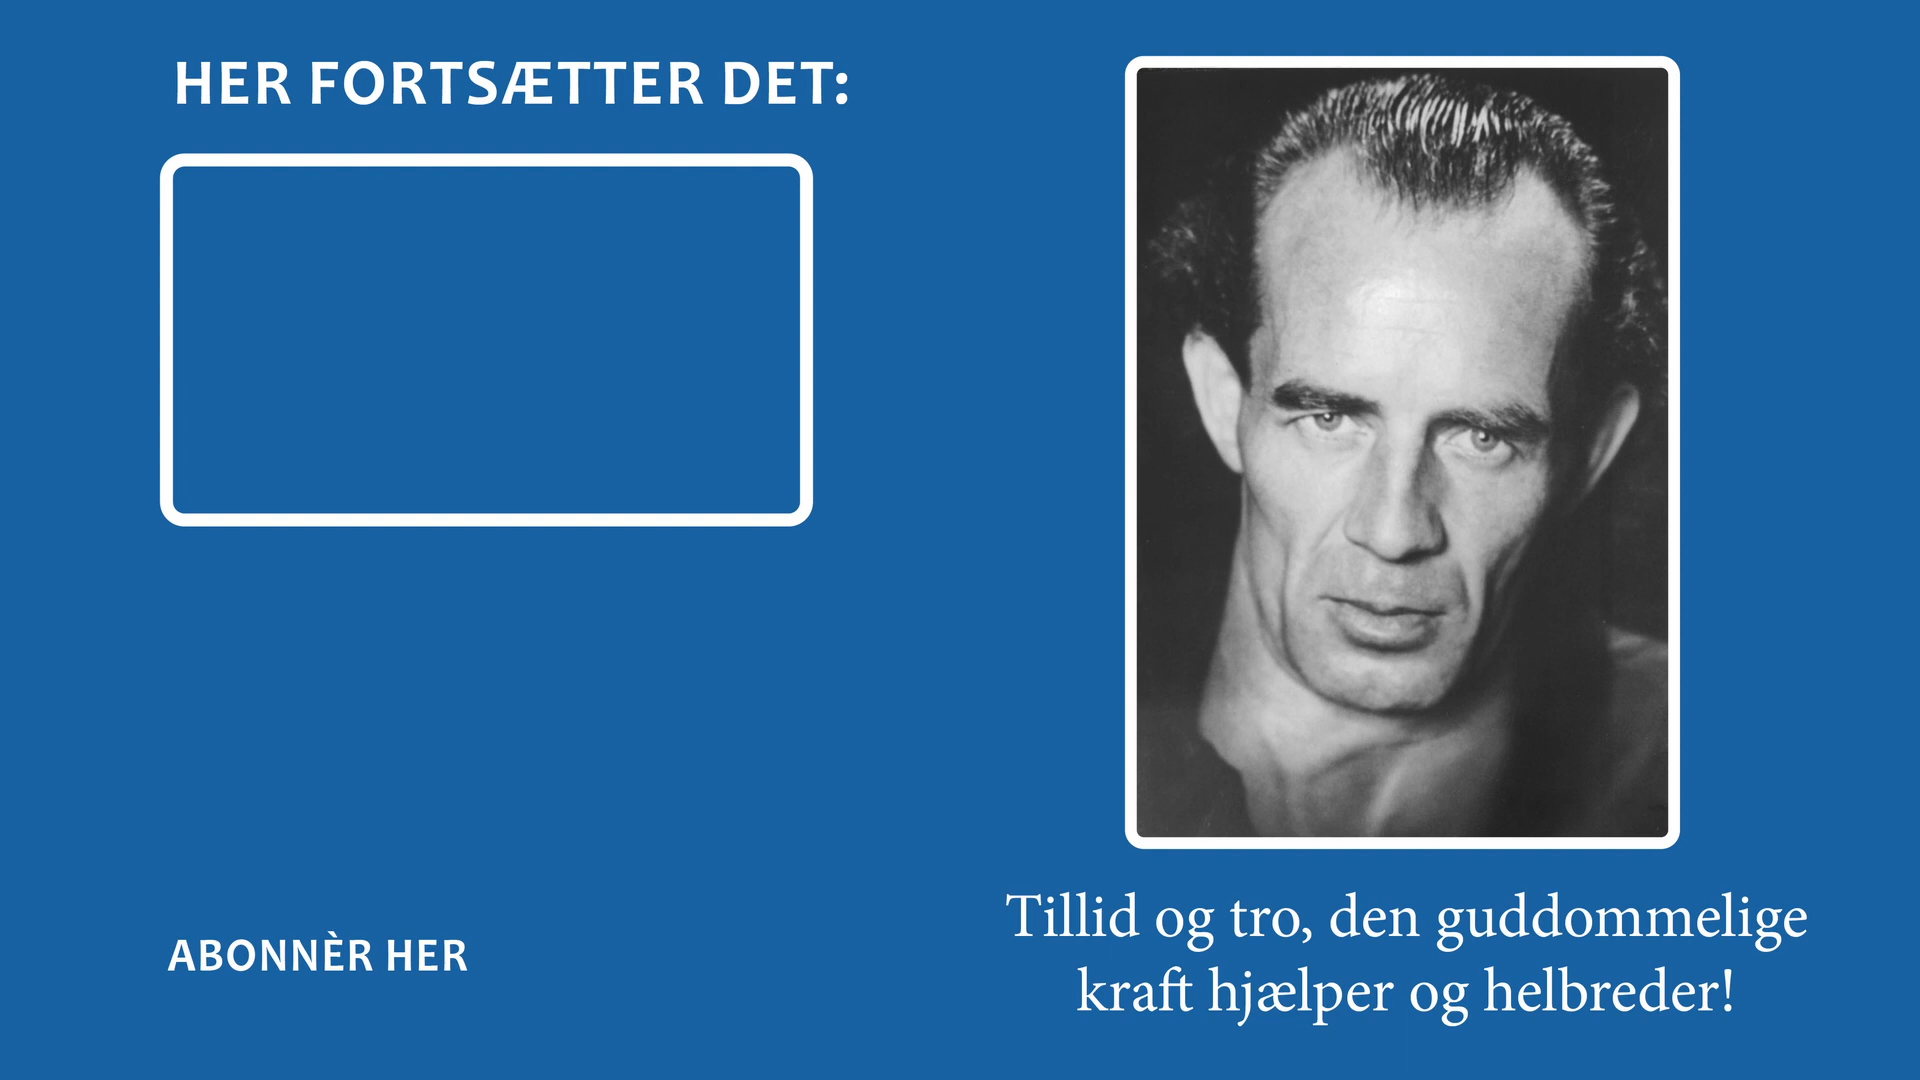 HER FORTSÆTTER DET:
ABONNÈR HER
Tillid og tro, den guddommelige
kraft hjælper og helbreder!